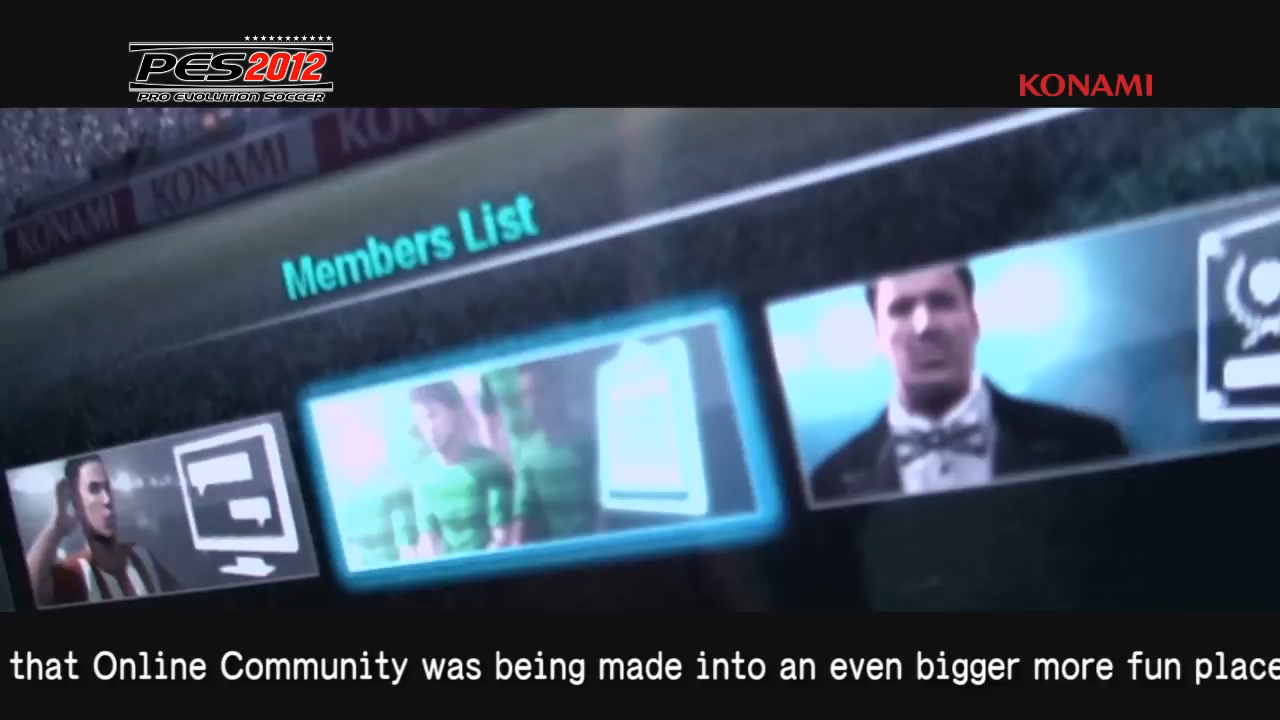 PES2012
PRO EVOLUTION SOCCER
KONAMI
KONAMI KONAMI KON
Members List
that Online Community was being made into an even bigger more fun place